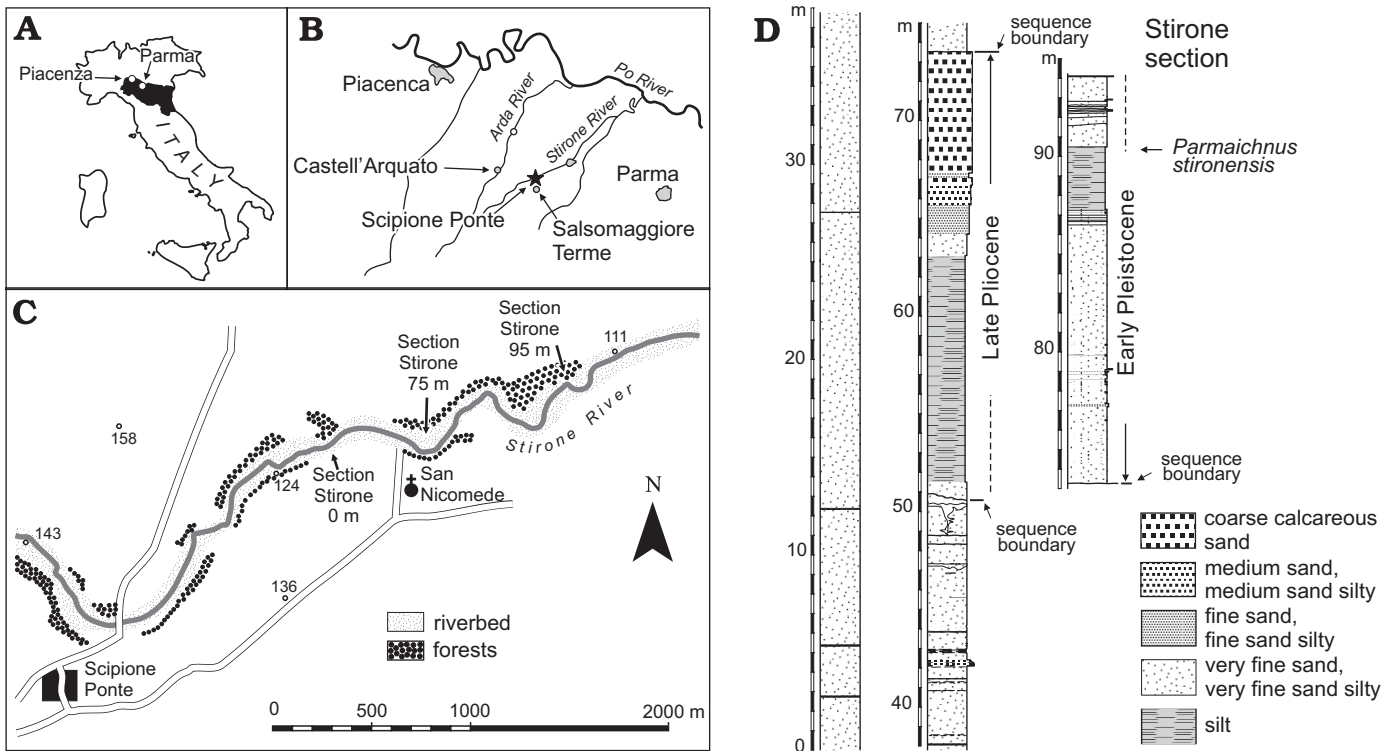 A
Parma
Piacenza
ITALY
B
Piacenca
Po River
Arda River
Stirone River
Castell'Arquato
Parma
Scipione Ponte
Salsomaggiore
Terme
C
Section
Stirone
95 m
111
Section
Stirone
75 m
158
Stirone River
124
Section
Stirone
0 m
San
Nicomede
N
143
136
riverbed
forests
Scipione
Ponte
0
500
1000
2000 m
D
m
30
20
10
0
m
70
60
50
40
sequence
boundary
Late Pliocene
sequence
boundary
Stirone
section
m
90
80
Parmaichnus
stironensis
Early Pleistocene
sequence
boundary
coarse calcareous
sand
medium sand,
medium sand silty
fine sand,
fine sand silty
very fine sand,
very fine sand silty
silt